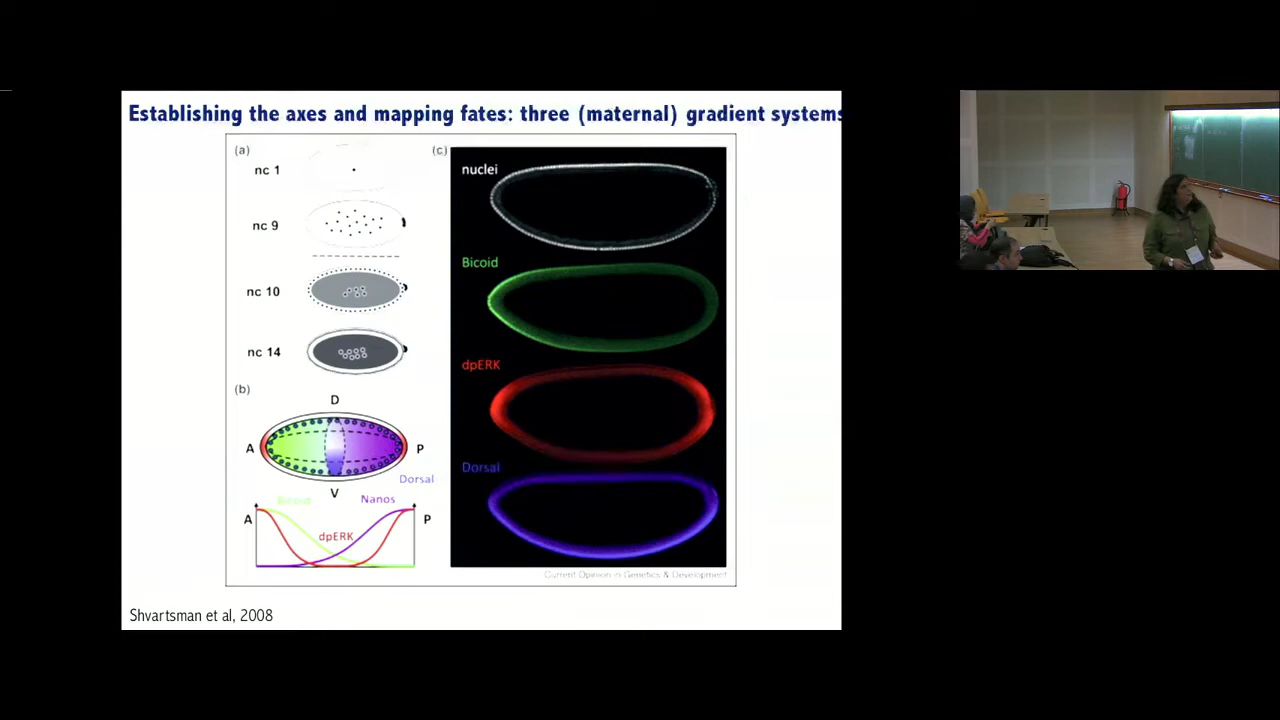 Establishing the axes and mapping fates: three (maternal) gradient systems
(a)
nc 1
nc 9
nc 10
nc 14
(b)
D
A
P
V
Dorsal
Bicoid
Nanos
A
dpERK
P
(c)
nuclei
Bicoid
dpERK
Dorsal
Current Opinion in Genetics & Development
Shvartsman et al, 2008